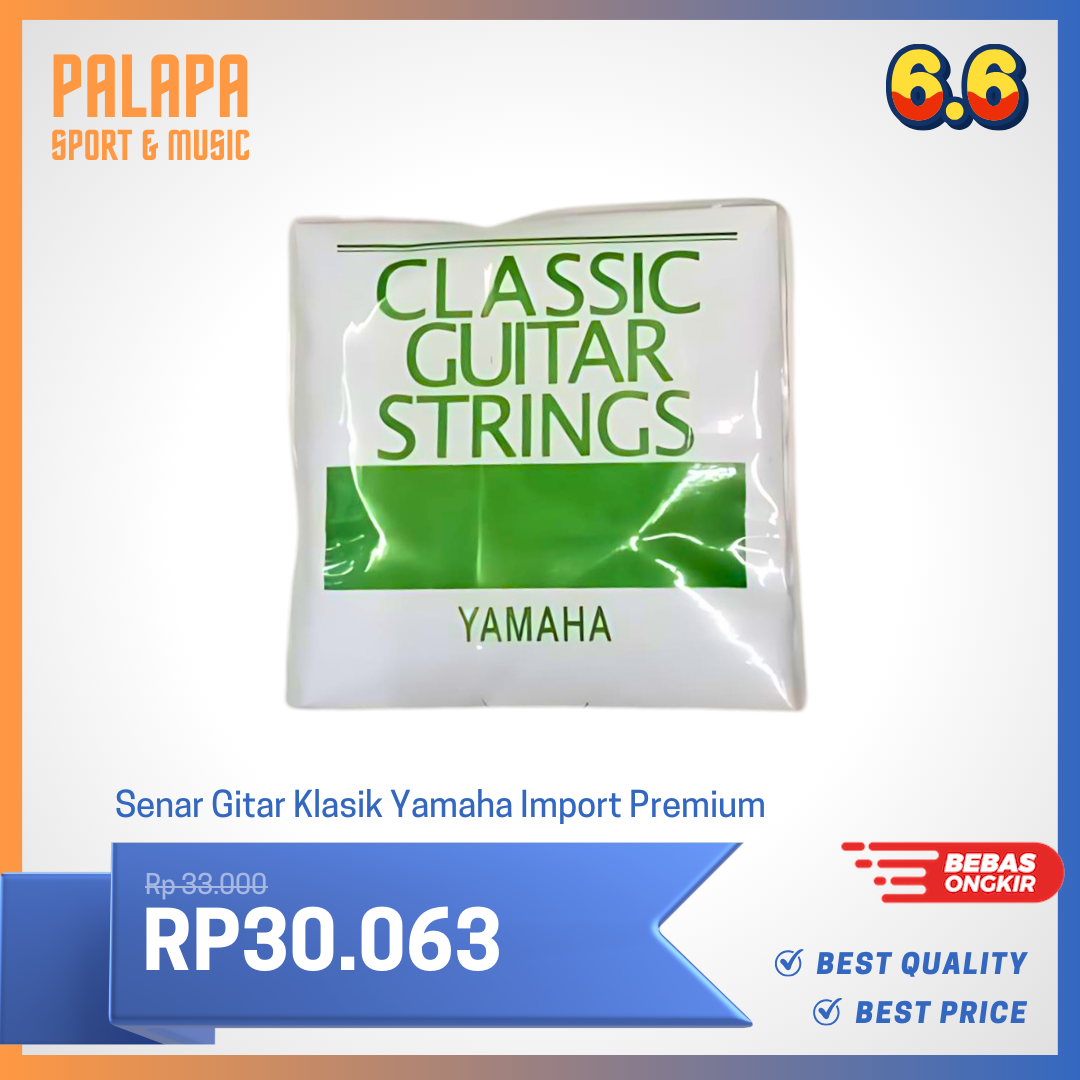 PALAPA
SPORT & MUSIC
6.6
CLASSIC
GUITAR
STRINGS
YAMAHA
Senar Gitar Klasik Yamaha Import Premium
Rp 33.000
RP30.063
BEBAS
ONGKIR
BEST QUALITY
BEST PRICE